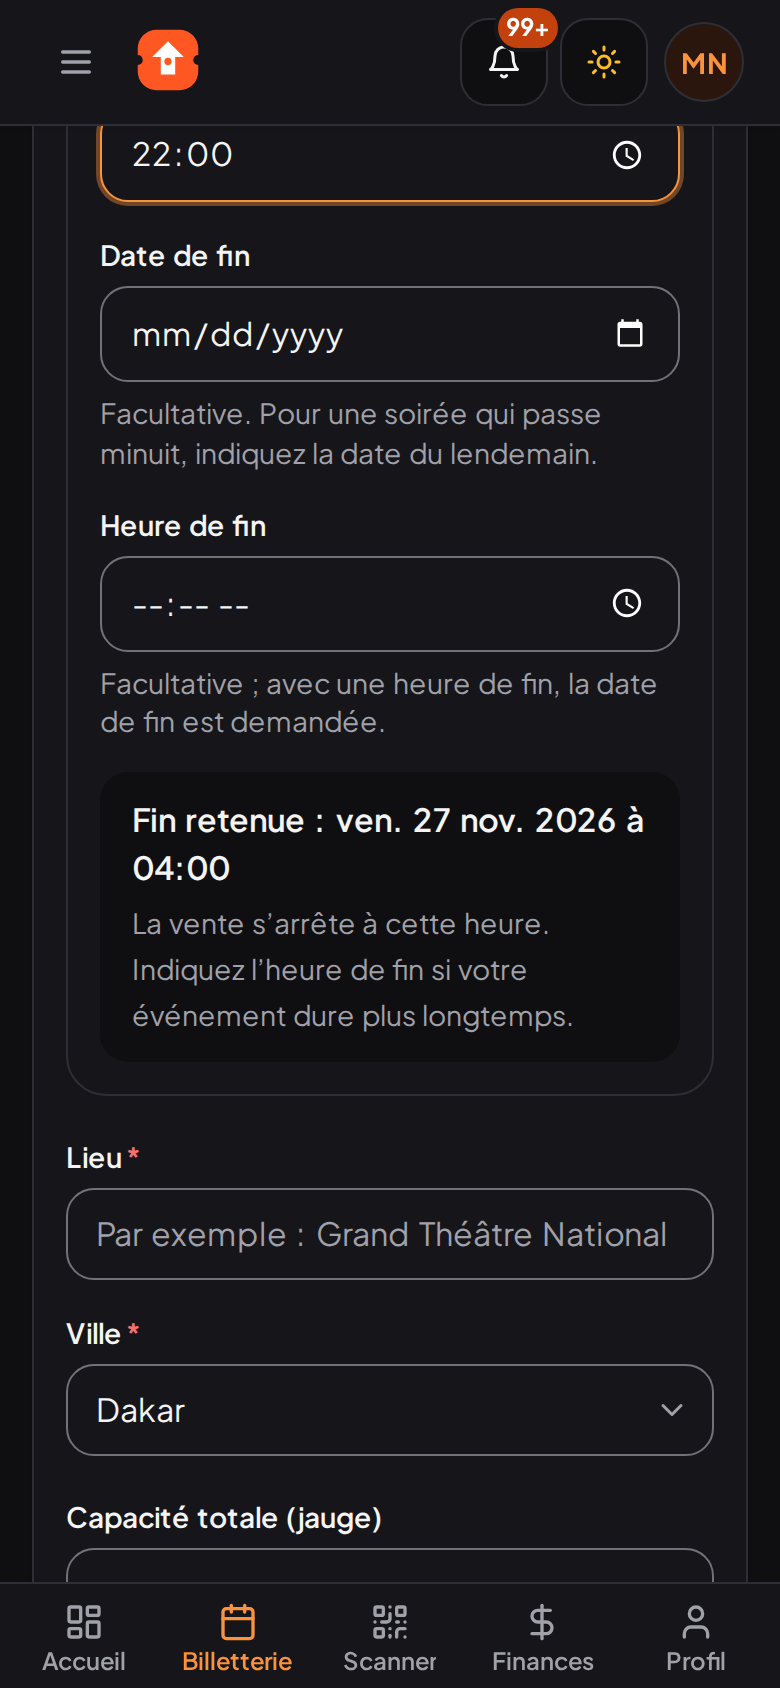 99+
MN
22:00
Date de fin
mm/dd/yyyy
Facultative. Pour une soirée qui passe
minuit, indiquez la date du lendemain.
Heure de fin
--:-- --
Facultative ; avec une heure de fin, la date
de fin est demandée.
Fin retenue : ven. 27 nov. 2026 à
04:00
La vente s’arrête à cette heure.
Indiquez l’heure de fin si votre
événement dure plus longtemps.
Lieu *
Par exemple : Grand Théâtre National
Ville *
Dakar
Capacité totale (jauge)
Accueil
Billetterie
Scanner
Finances
Profil